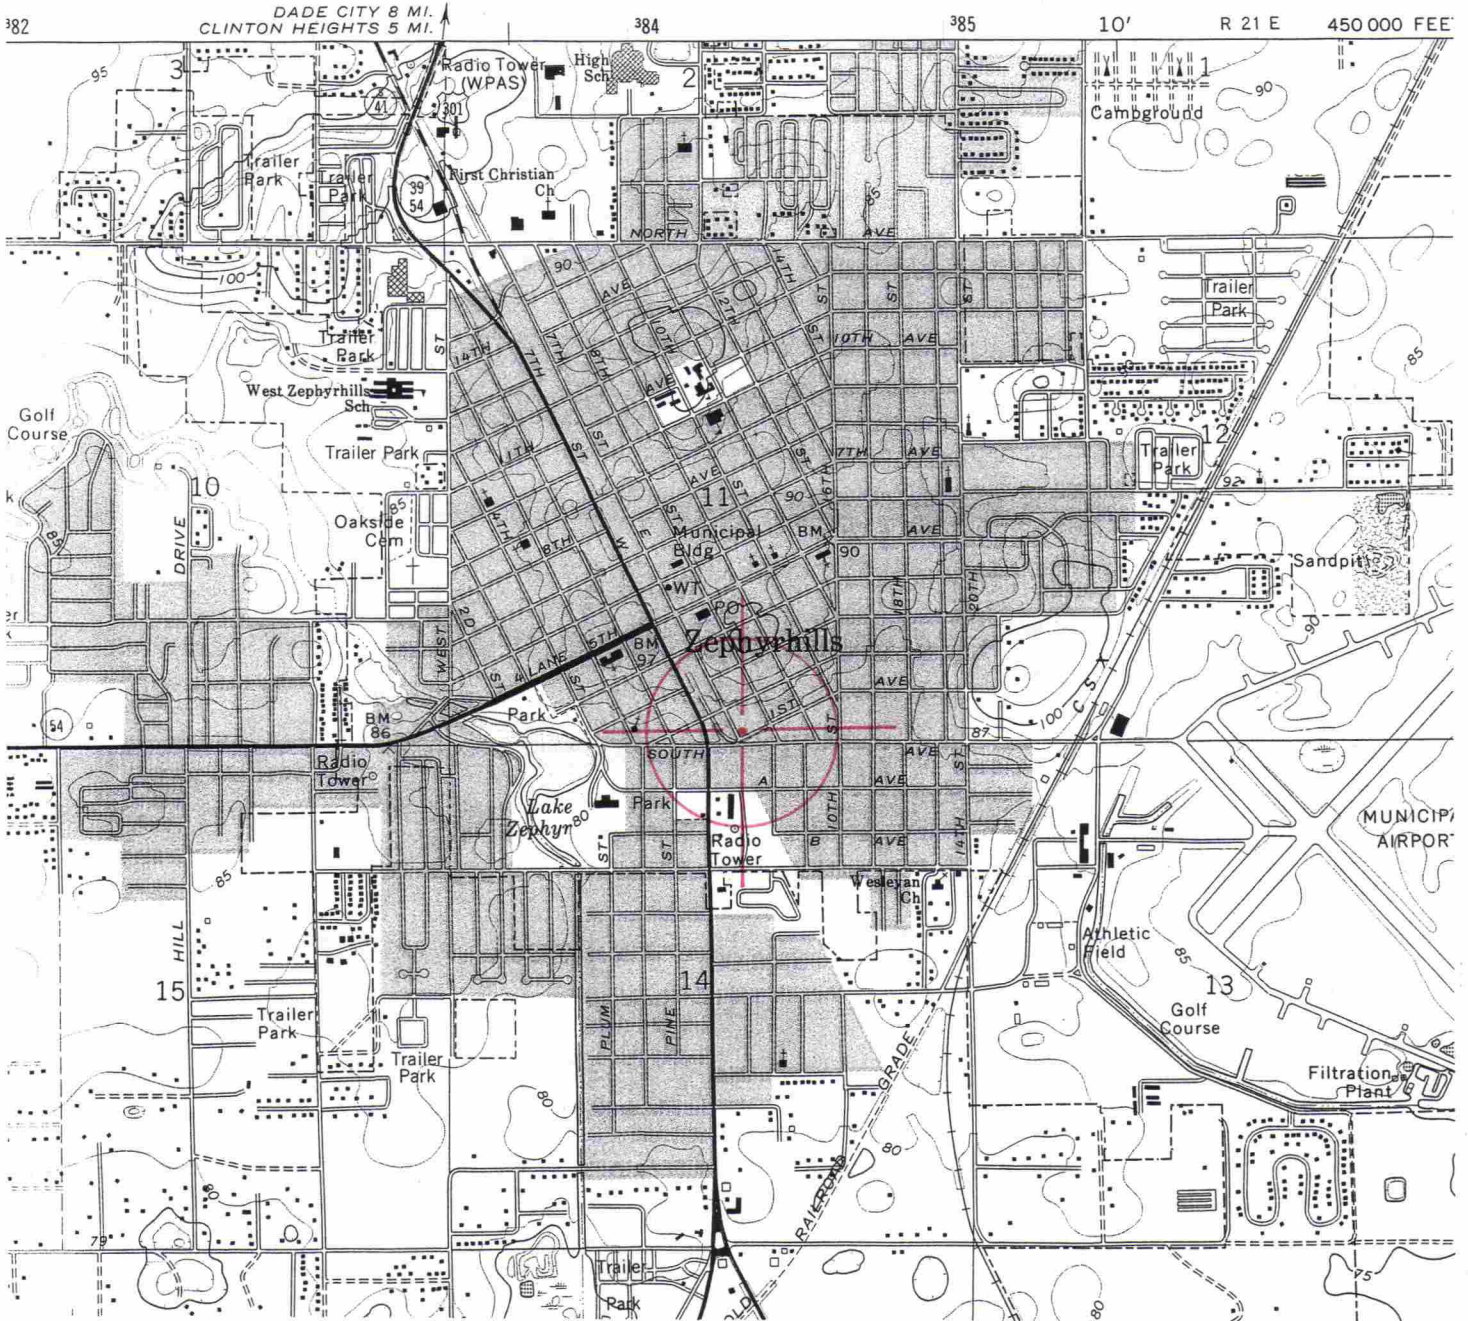 DADE CITY 8 MI.
CLINTON HEIGHTS 5 MI.
³82
³84
³85
10'
R 21 E
450 000 FEE
95
3
Radio Tower
(WPAS)
High
Sch
2
1
41
301
90
Campground
Trailer
Park
Trailer
Park
First Christian
Ch
39
54
85
NORTH
AVE
100
90
AVE
14TH
ST
12TH
ST
ST
ST
Trailer
Park
Trailer
Park
ST
14TH
7TH
7TH
8TH
10TH
AVE
10TH
AVE
85
West Zephyrhills
Sch
Golf
Course
Trailer Park
11TH
ST
ST
AVE
ST
ST
7TH
AVE
Trailer
Park
12
92
10
85
Oakside
Cem
4TH
8TH
11
90
16TH
Municipal
Bldg
BM
90
AVE
DRIVE
85
W
E
ST
WT
Sandpit
18TH
20TH
90
WEST
2D
5TH
4 LANE
ST
ST
BM
97
PO
Zephyrhills
AVE
54
BM
86
Park
1ST
ST
SOUTH
AVE
ST
87
100
CSX
Radio
Tower
Lake
Zephyr
80
Park
A
AVE
10TH
B
AVE
14TH
Radio
Tower
ST
ST
MUNICIPA
AIRPORT
85
Wesleyan
Ch
HILL
Athletic
Field
85
15
14
13
PLUM
PINE
Golf
Course
Trailer
Park
Trailer
Park
Filtration
Plant
80
80
80
RAILROAD
GRADE
79
Trailer
Park
OLD
80
75